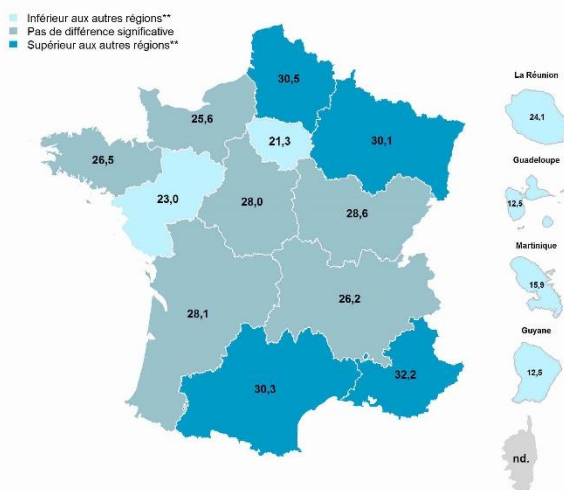 Inférieur aux autres régions**
Pas de différence significative
Supérieur aux autres régions**
30,5
25,6
21,3
30,1
26,5
23,0
28,0
28,6
28,1
26,2
30,3
32,2
La Réunion
24,1
Guadeloupe
12,5
Martinique
15,9
Guyane
12,5
nd.